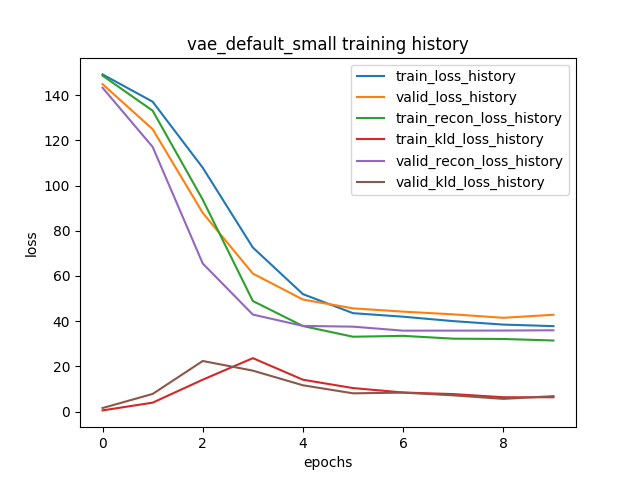 vae_default_small training history
train_loss_history
valid_loss_history
train_recon_loss_history
train_kld_loss_history
valid_recon_loss_history
valid_kld_loss_history
loss
140
120
100
80
60
40
20
0
0 2 4 6 8
epochs